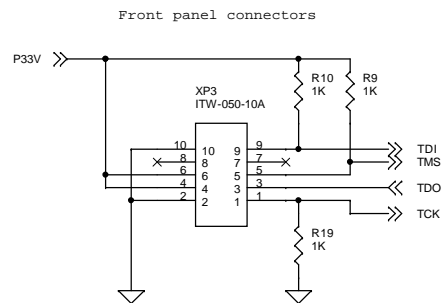 Front panel connectors
P33V
R10
1K
R9
1K
XP3
ITW-050-10A
10 10 9 9 TDI
8 8 7 7 TMS
6 6 5 5
4 4 3 3 TDO
2 2 1 1 TCK
R19
1K